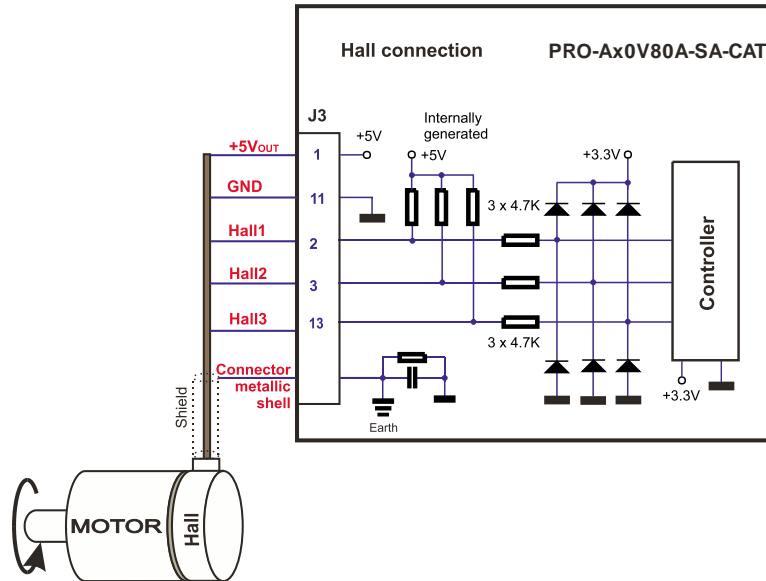 Hall connection
PRO-Ax0V80A-SA-CAT
J3
Internally
generated
+5V
+5V
+3.3V
+5VOUT
1
GND
11
3 x 4.7K
Hall1
2
Hall2
3
Hall3
13
3 x 4.7K
Controller
Connector
metallic
shell
Shield
Earth
+3.3V
MOTOR
Hall